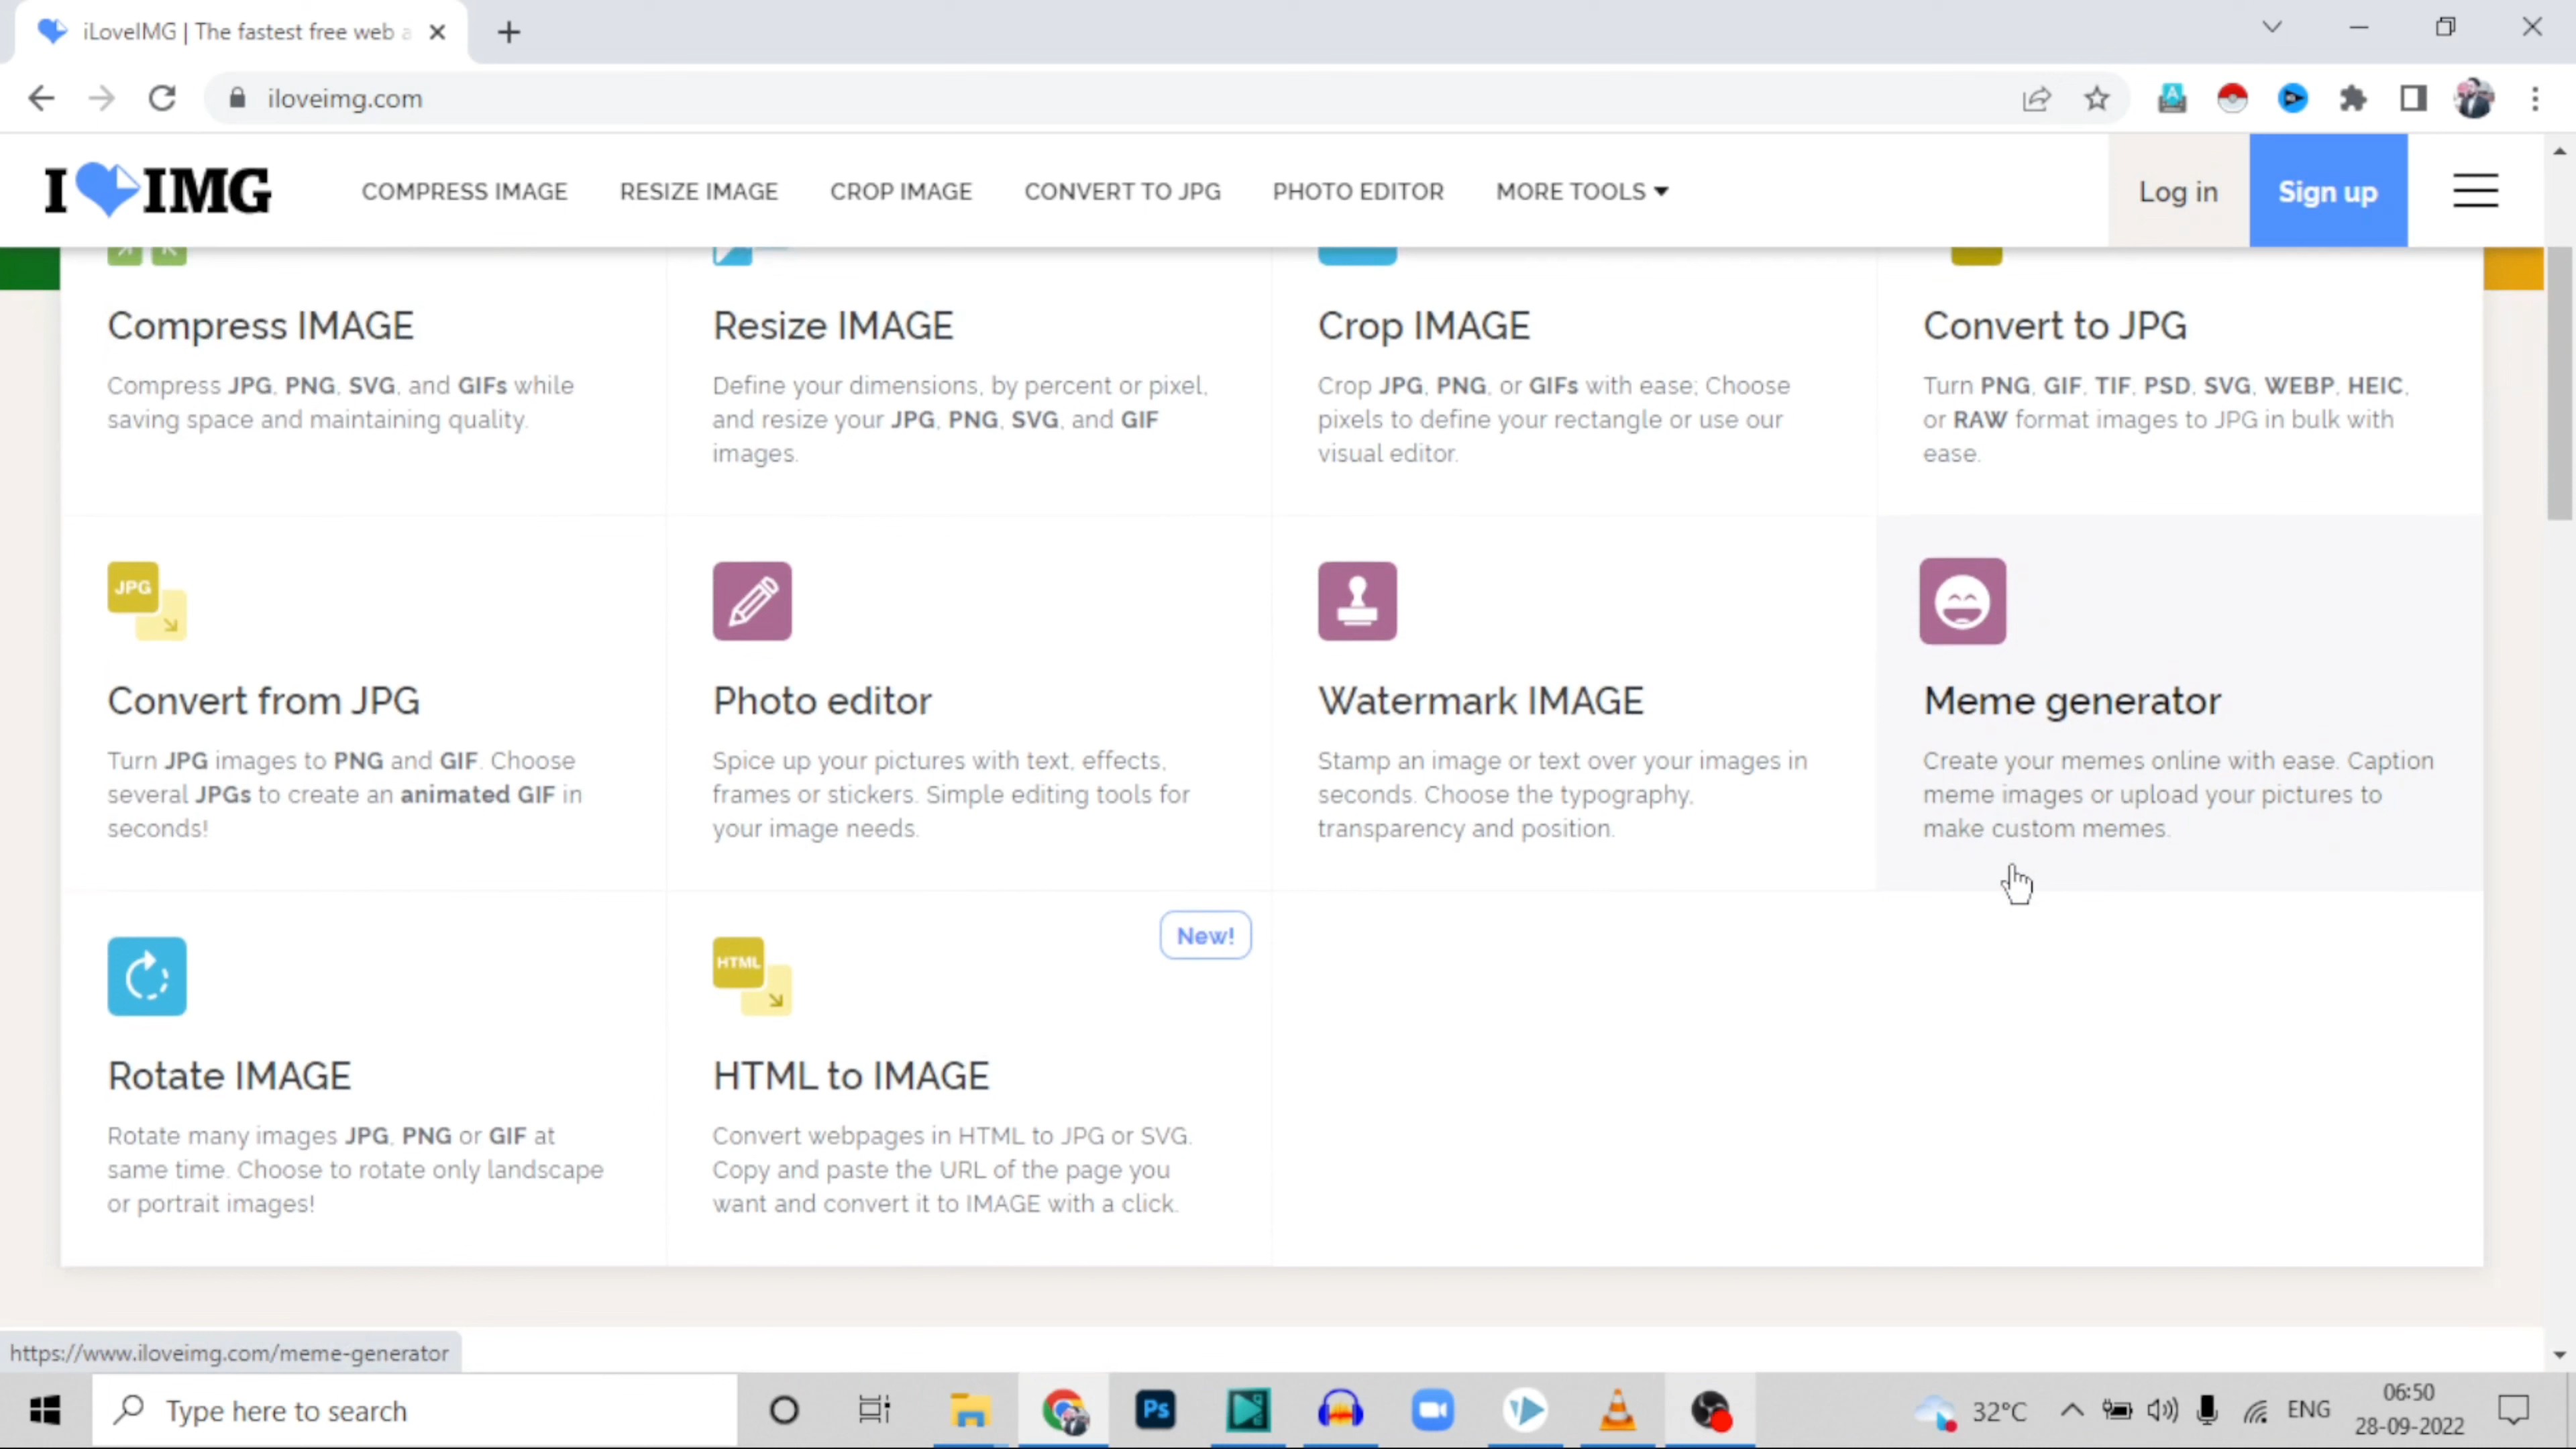 iLoveIMG | The fastest free web a
iloveimg.com
I IMG
COMPRESS IMAGE
RESIZE IMAGE
CROP IMAGE
CONVERT TO JPG
PHOTO EDITOR
MORE TOOLS
Log in
Sign up
Compress IMAGE
Compress JPG, PNG, SVG, and GIFs while
saving space and maintaining quality.
Resize IMAGE
Define your dimensions, by percent or pixel,
and resize your JPG, PNG, SVG, and GIF
images.
Crop IMAGE
Crop JPG, PNG, or GIFs with ease; Choose
pixels to define your rectangle or use our
visual editor.
Convert to JPG
Turn PNG, GIF, TIF, PSD, SVG, WEBP, HEIC,
or RAW format images to JPG in bulk with
ease.
JPG
Convert from JPG
Turn JPG images to PNG and GIF. Choose
several JPGs to create an animated GIF in
seconds!
Photo editor
Spice up your pictures with text, effects,
frames or stickers. Simple editing tools for
your image needs.
Watermark IMAGE
Stamp an image or text over your images in
seconds. Choose the typography,
transparency and position.
Meme generator
Create your memes online with ease. Caption
meme images or upload your pictures to
make custom memes.
Rotate IMAGE
Rotate many images JPG, PNG or GIF at
same time. Choose to rotate only landscape
or portrait images!
New!
HTML
HTML to IMAGE
Convert webpages in HTML to JPG or SVG.
Copy and paste the URL of the page you
want and convert it to IMAGE with a click.
https://www.iloveimg.com/meme-generator
Type here to search
Ps
32°C
ENG
06:50
28-09-2022